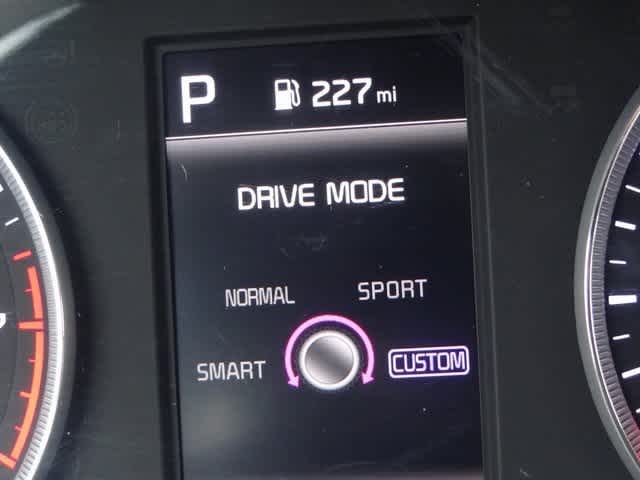 P 227 mi
DRIVE MODE
NORMAL SPORT
SMART CUSTOM